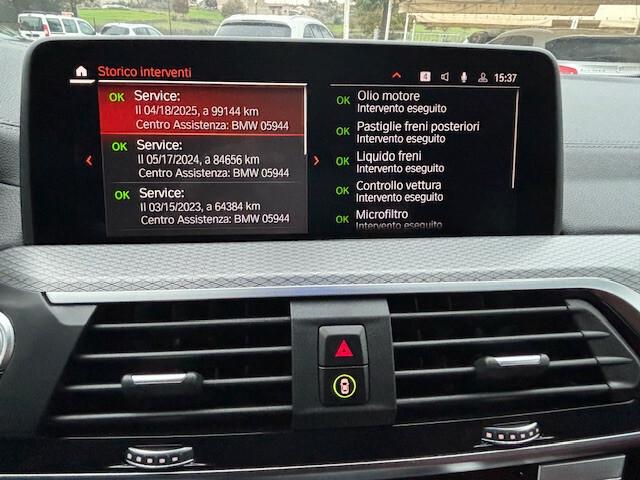 Storico interventi
4
15:37
OK Service:
Il 04/18/2025, a 99144 km
Centro Assistenza: BMW 05944
OK Service:
Il 05/17/2024, a 84656 km
Centro Assistenza: BMW 05944
OK Service:
Il 03/15/2023, a 64384 km
Centro Assistenza: BMW 05944
OK Olio motore
Intervento eseguito
OK Pastiglie freni posteriori
Intervento eseguito
OK Liquido freni
Intervento eseguito
OK Controllo vettura
Intervento eseguito
OK Microfiltro
Intervento eseguito